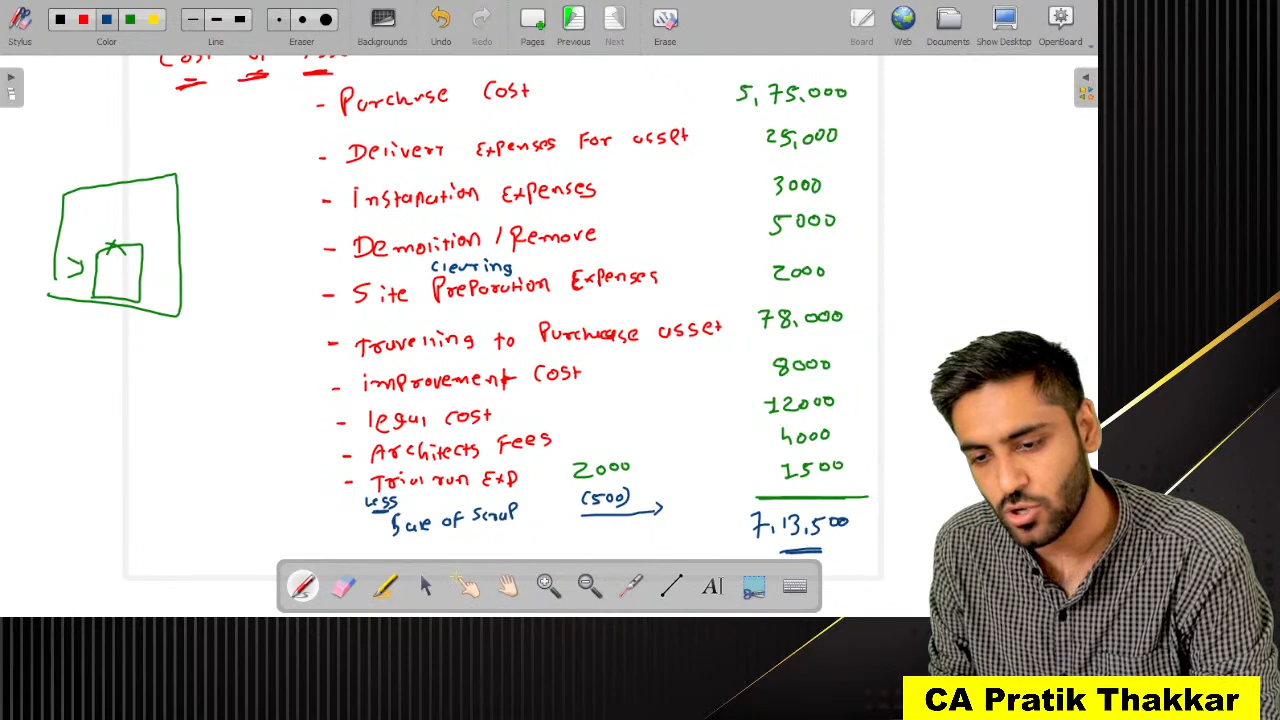 Stylus Color Line Eraser Backgrounds Undo Redo Pages Previous Next Erase Board Web Documents Show Desktop OpenBoard
Cost of
- Purchase Cost 5,75,000
- Delivery Expenses For asset 25,000
- Installation Expenses 3000
- Demolition / Remove 5000
clearing
- Site Preparation Expenses 2000
- Travelling to Purchase asset 78,000
- improvement Cost 8000
- legal cost 12000
- Architects Fees 4000
- Trial run Exp 2000 1500
Less
Sale of Scrap (500)
7,13,500
CA Pratik Thakkar